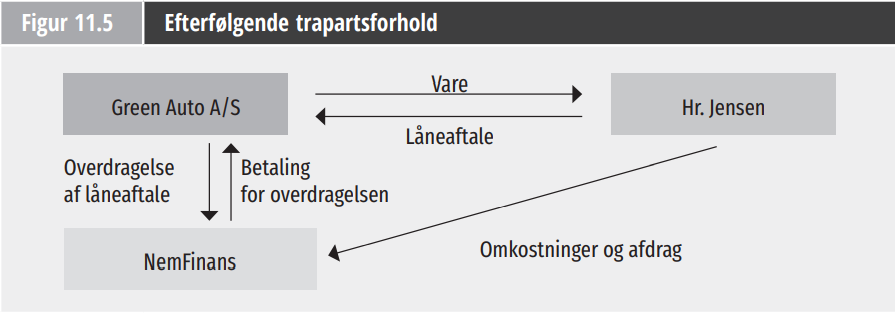 Figur 11.5
Efterfølgende trapartsforhold
Green Auto A/S
Vare
Hr. Jensen
Låneaftale
Overdragelse
af låneaftale
Betaling
for overdragelsen
NemFinans
Omkostninger og afdrag